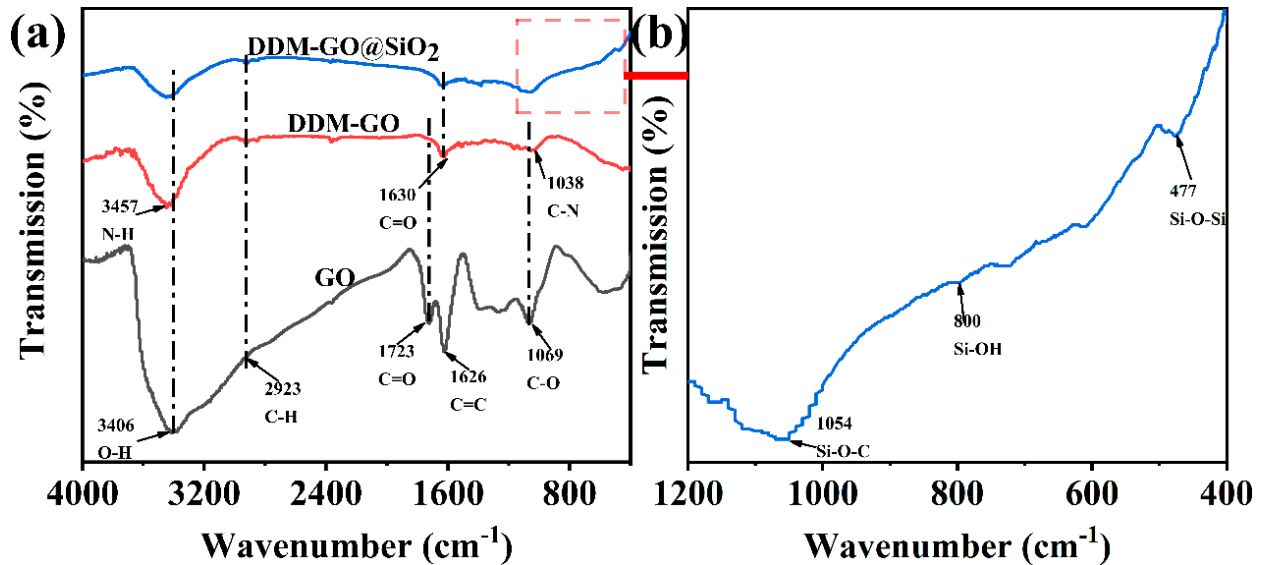 (a)
DDM-GO@SiO₂
DDM-GO
3457
N-H
1630
C=O
1038
C-N
GO
3406
O-H
2923
C-H
1723
C=O
1626
C=C
1069
C-O
Transmission (%)
4000 3200 2400 1600 800
Wavenumber (cm⁻¹)
(b)
477
Si-O-Si
800
Si-OH
1054
Si-O-C
Transmission (%)
1200 1000 800 600 400
Wavenumber (cm⁻¹)